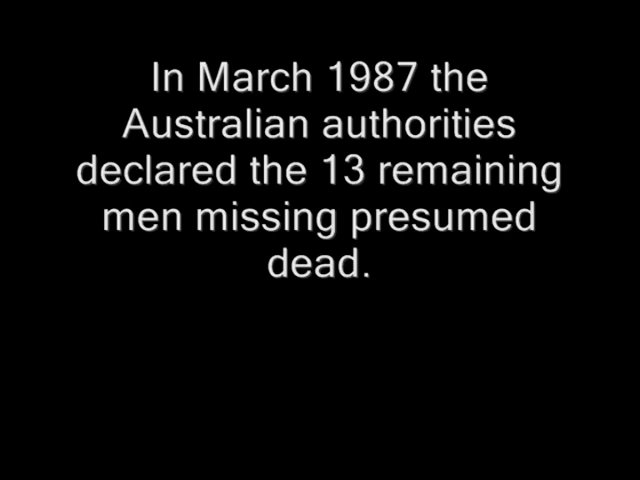 In March 1987 the
Australian authorities
declared the 13 remaining
men missing presumed
dead.